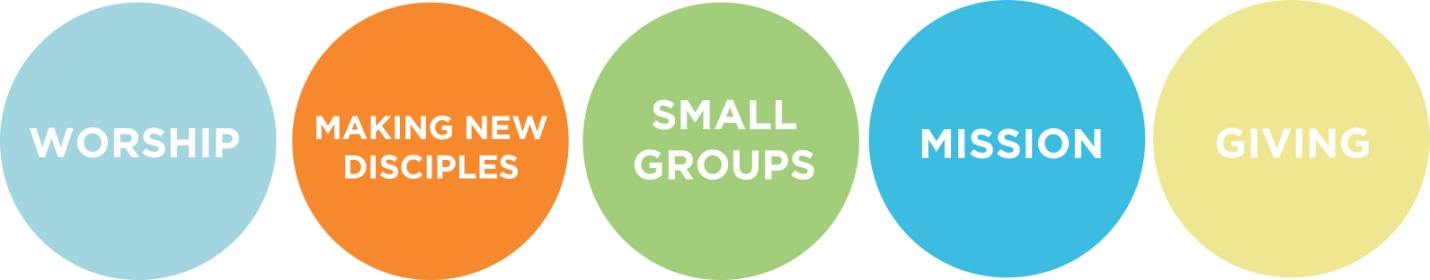 WORSHIP
MAKING NEW
DISCIPLES
SMALL
GROUPS
MISSION
GIVING